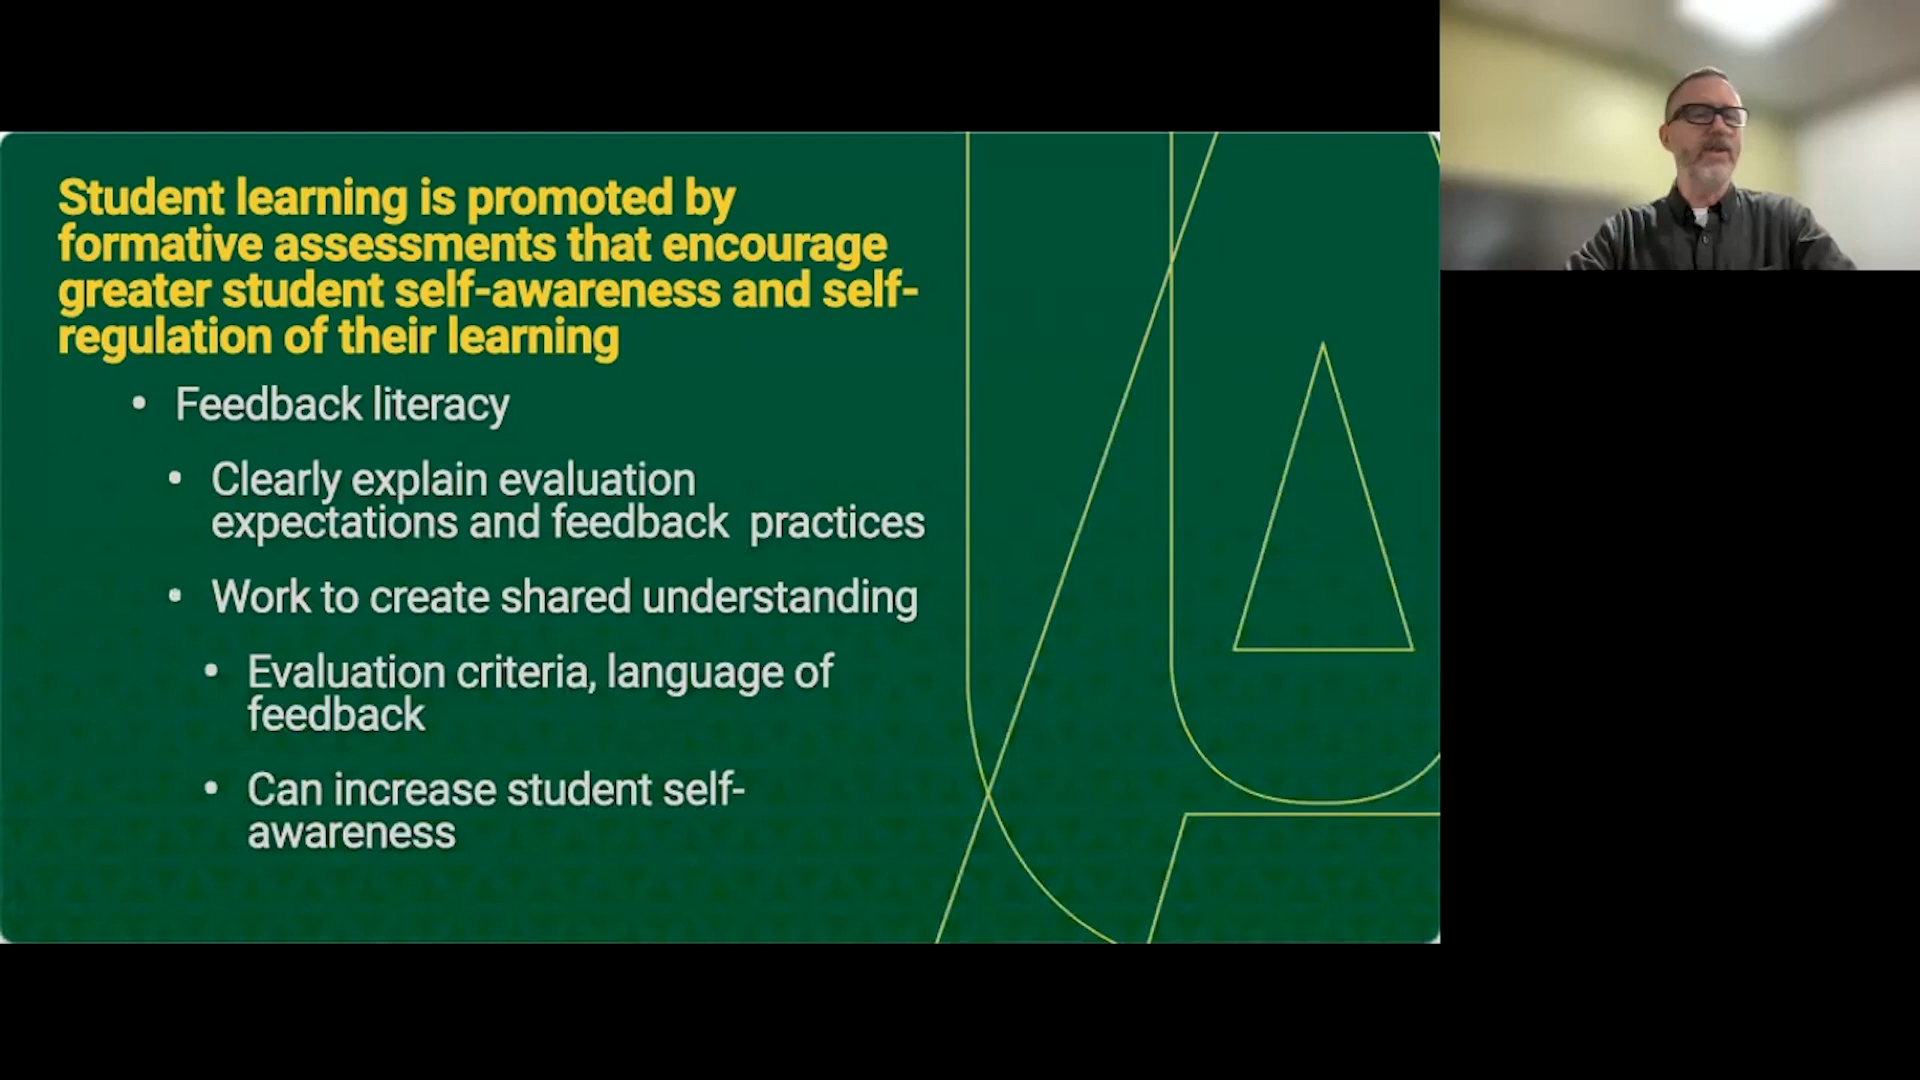 Student learning is promoted by
formative assessments that encourage
greater student self-awareness and self-
regulation of their learning
• Feedback literacy
• Clearly explain evaluation
expectations and feedback  practices
• Work to create shared understanding
• Evaluation criteria, language of
feedback
• Can increase student self-
awareness